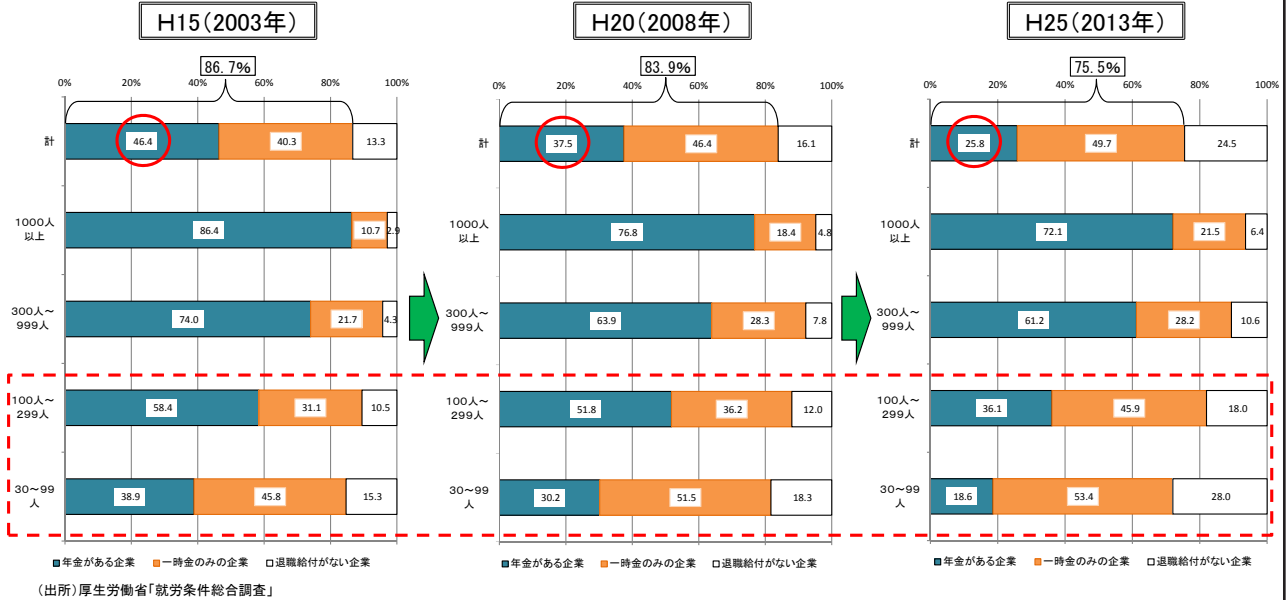 H15(2003年)
86.7%
0% 20% 40% 60% 80% 100%
計 46.4 40.3 13.3
1000人
以上 86.4 10.7 2.9
300人～
999人 74.0 21.7 4.3
100人～
299人 58.4 31.1 10.5
30～99
人 38.9 45.8 15.3
年金がある企業 一時金のみの企業 退職給付がない企業
H20(2008年)
83.9%
0% 20% 40% 60% 80% 100%
計 37.5 46.4 16.1
1000人
以上 76.8 18.4 4.8
300人～
999人 63.9 28.3 7.8
100人～
299人 51.8 36.2 12.0
30～99
人 30.2 51.5 18.3
年金がある企業 一時金のみの企業 退職給付がない企業
H25(2013年)
75.5%
0% 20% 40% 60% 80% 100%
計 25.8 49.7 24.5
1000人
以上 72.1 21.5 6.4
300人～
999人 61.2 28.2 10.6
100人～
299人 36.1 45.9 18.0
30～99
人 18.6 53.4 28.0
年金がある企業 一時金のみの企業 退職給付がない企業
(出所)厚生労働省「就労条件総合調査」